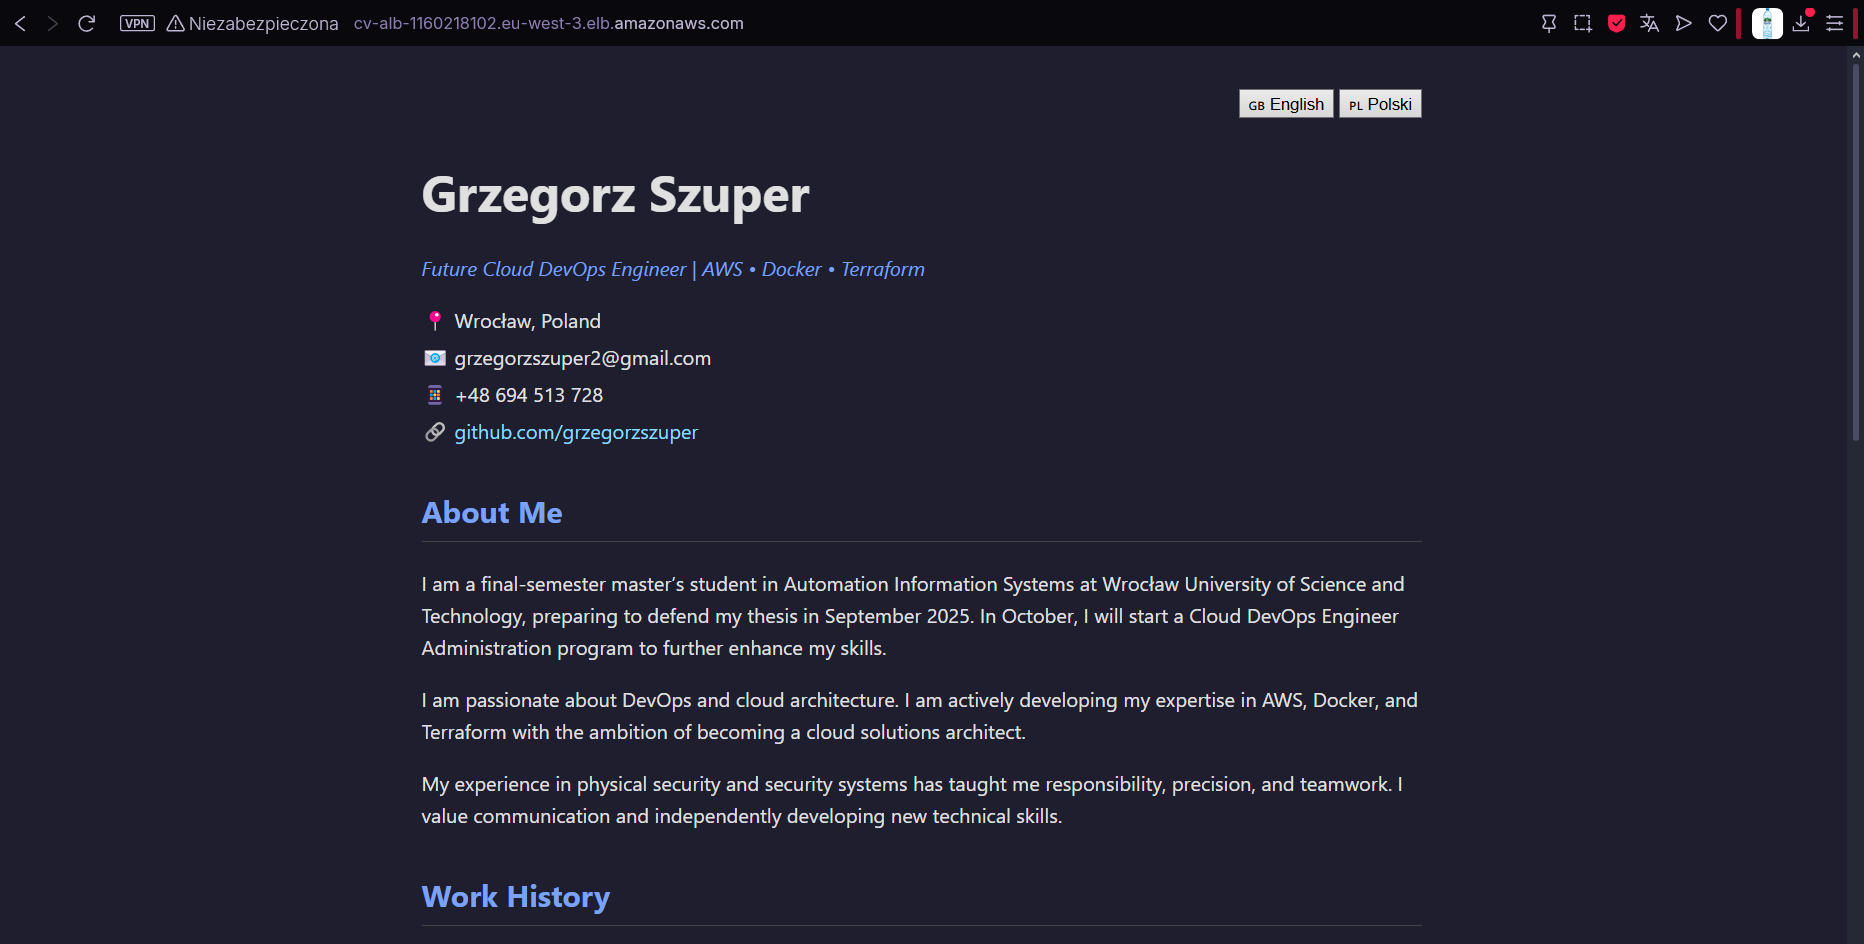 VPN Niezabezpieczona cv-alb-1160218102.eu-west-3.elb.amazonaws.com
GB English PL Polski
Grzegorz Szuper
Future Cloud DevOps Engineer | AWS • Docker • Terraform
Wrocław, Poland
grzegorzszuper2@gmail.com
+48 694 513 728
github.com/grzegorzszuper
About Me
I am a final-semester master’s student in Automation Information Systems at Wrocław University of Science and
Technology, preparing to defend my thesis in September 2025. In October, I will start a Cloud DevOps Engineer
Administration program to further enhance my skills.
I am passionate about DevOps and cloud architecture. I am actively developing my expertise in AWS, Docker, and
Terraform with the ambition of becoming a cloud solutions architect.
My experience in physical security and security systems has taught me responsibility, precision, and teamwork. I
value communication and independently developing new technical skills.
Work History